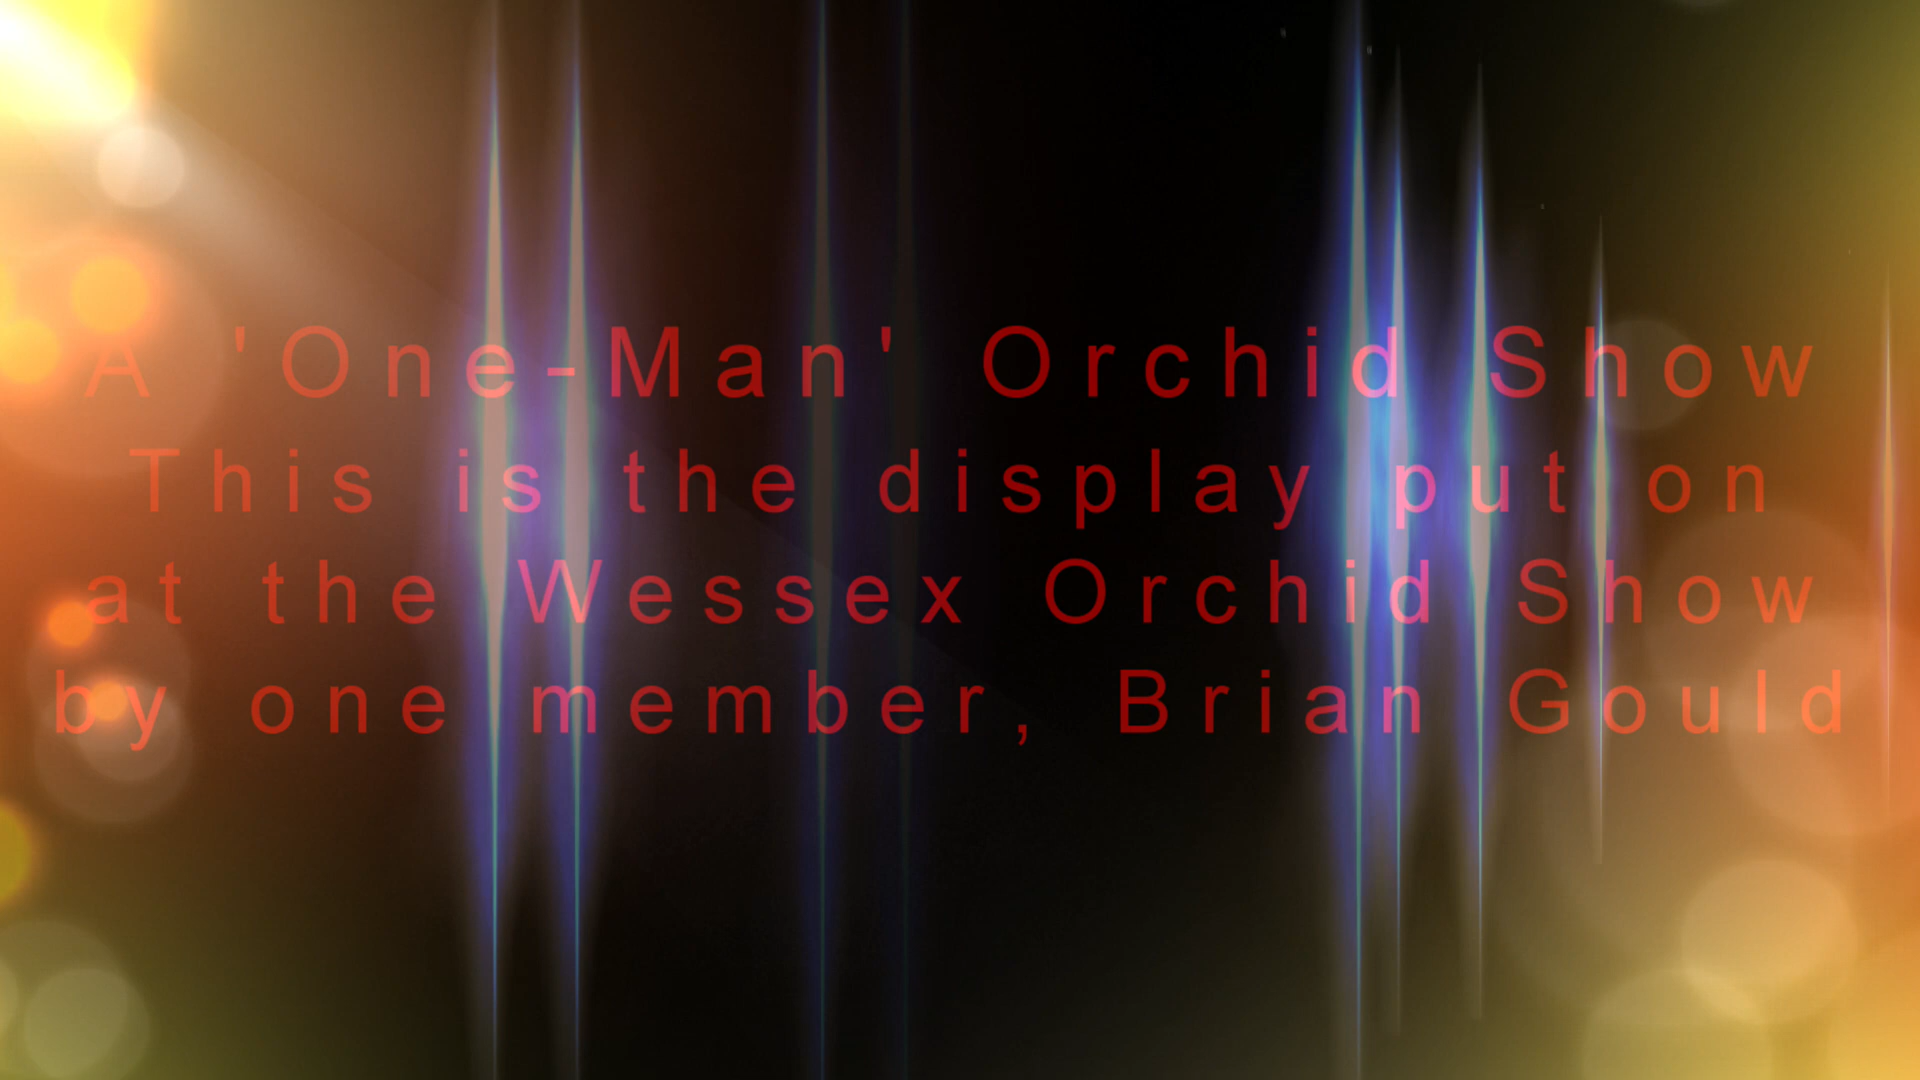 A 'One-Man' Orchid Show
This is the display put on
at the Wessex Orchid Show
by one member, Brian Gould